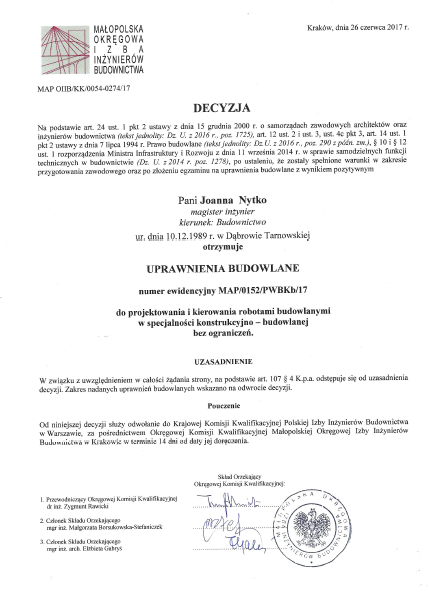 MAŁOPOLSKA
OKRĘGOWA
IZBA
INŻYNIERÓW
BUDOWNICTWA
Kraków, dnia 26 czerwca 2017 r.
MAP OIIB/KK/0054-0274/17
DECYZJA
Na podstawie art. 24 ust. 1 pkt 2 ustawy z dnia 15 grudnia 2000 r. o samorządach zawodowych architektów oraz
inżynierów budownictwa (tekst jednolity: Dz. U. z 2016 r., poz. 1725), art. 12 ust. 2 i ust. 3, ust. 4c pkt 3, art. 14 ust. 1
pkt 2 ustawy z dnia 7 lipca 1994 r. Prawo budowlane (tekst jednolity: Dz.U. z 2016 r., poz. 290 z późn. zm.), § 10 i § 12
ust. 1 rozporządzenia Ministra Infrastruktury i Rozwoju z dnia 11 września 2014 r. w sprawie samodzielnych funkcji
technicznych w budownictwie (Dz. U. z 2014 r. poz. 1278), po ustaleniu, że zostały spełnione warunki w zakresie
przygotowania zawodowego oraz po złożeniu egzaminu na uprawnienia budowlane z wynikiem pozytywnym
Pani Joanna Nytko
magister inżynier
kierunek: Budownictwo
ur. dnia 10.12.1989 r. w Dąbrowie Tarnowskiej
otrzymuje
UPRAWNIENIA BUDOWLANE
numer ewidencyjny MAP/0152/PWBKb/17
do projektowania i kierowania robotami budowlanymi
w specjalności konstrukcyjno – budowlanej
bez ograniczeń.
UZASADNIENIE
W związku z uwzględnieniem w całości żądania strony, na podstawie art. 107 § 4 K.p.a. odstępuje się od uzasadnienia
decyzji. Zakres nadanych uprawnień budowlanych wskazano na odwrocie decyzji.
Pouczenie
Od niniejszej decyzji służy odwołanie do Krajowej Komisji Kwalifikacyjnej Polskiej Izby Inżynierów Budownictwa
w Warszawie, za pośrednictwem Okręgowej Komisji Kwalifikacyjnej Małopolskiej Okręgowej Izby Inżynierów
Budownictwa w Krakowie w terminie 14 dni od daty jej doręczenia.
Skład Orzekający
Okręgowej Komisji Kwalifikacyjnej:
1. Przewodniczący Okręgowej Komisji Kwalifikacyjnej
dr inż. Zygmunt Rawicki
2. Członek Składu Orzekającego
mgr inż. Małgorzata Borsukowska-Stefaniczek
3. Członek Składu Orzekającego
mgr inż. arch. Elżbieta Gabryś
MAŁOPOLSKA OKRĘGOWA
IZBA INŻYNIERÓW BUDOWNICTWA